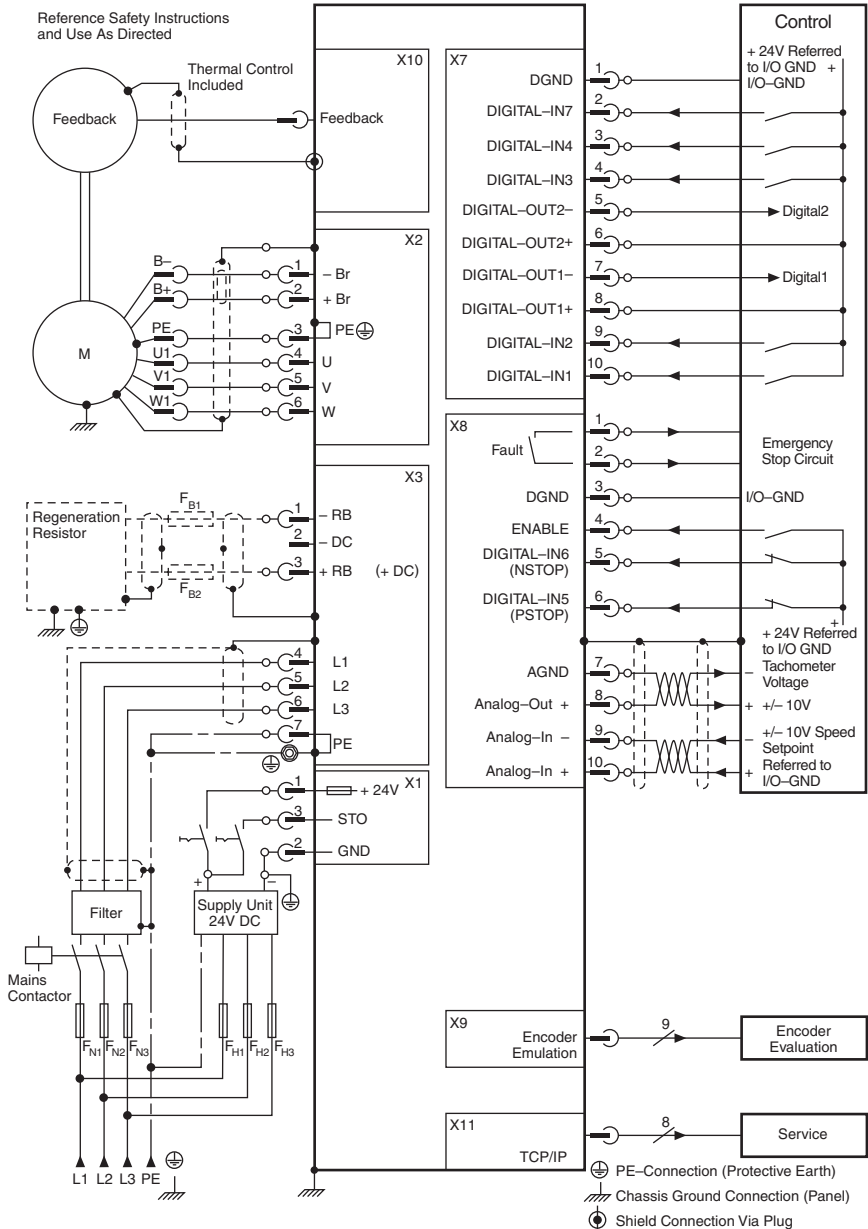 Reference Safety Instructions
and Use As Directed
Thermal Control
Included
Feedback
X10
Feedback
X2
B–
1
– Br
B+
2
+ Br
PE
3
PE
U1
4
U
V1
5
V
W1
6
W
M
X3
Regeneration
Resistor
FB1
1
– RB
2
– DC
3
+ RB
(+ DC)
FB2
4
L1
5
L2
6
L3
7
PE
X1
1
+ 24V
3
STO
2
GND
+
–
Filter
Supply Unit
24V DC
Mains
Contactor
FN1
FN2
FN3
FH1
FH2
FH3
L1
L2
L3
PE
X7
DGND
1
DIGITAL–IN7
2
DIGITAL–IN4
3
DIGITAL–IN3
4
DIGITAL–OUT2–
5
Digital2
DIGITAL–OUT2+
6
DIGITAL–OUT1–
7
Digital1
DIGITAL–OUT1+
8
DIGITAL–IN2
9
DIGITAL–IN1
10
Control
+ 24V Referred
to I/O GND +
I/O–GND
X8
Fault
1
2
Emergency
Stop Circuit
DGND
3
I/O–GND
ENABLE
4
DIGITAL–IN6
(NSTOP)
5
DIGITAL–IN5
(PSTOP)
6
+
+ 24V Referred
to I/O GND
AGND
7
–
Tachometer
Voltage
Analog–Out +
8
+
+/– 10V
Analog–In –
9
–
+/– 10V Speed
Setpoint
Referred to
I/O–GND
Analog–In +
10
+
X9
Encoder
Emulation
9
Encoder
Evaluation
X11
TCP/IP
8
Service
PE–Connection (Protective Earth)
Chassis Ground Connection (Panel)
Shield Connection Via Plug